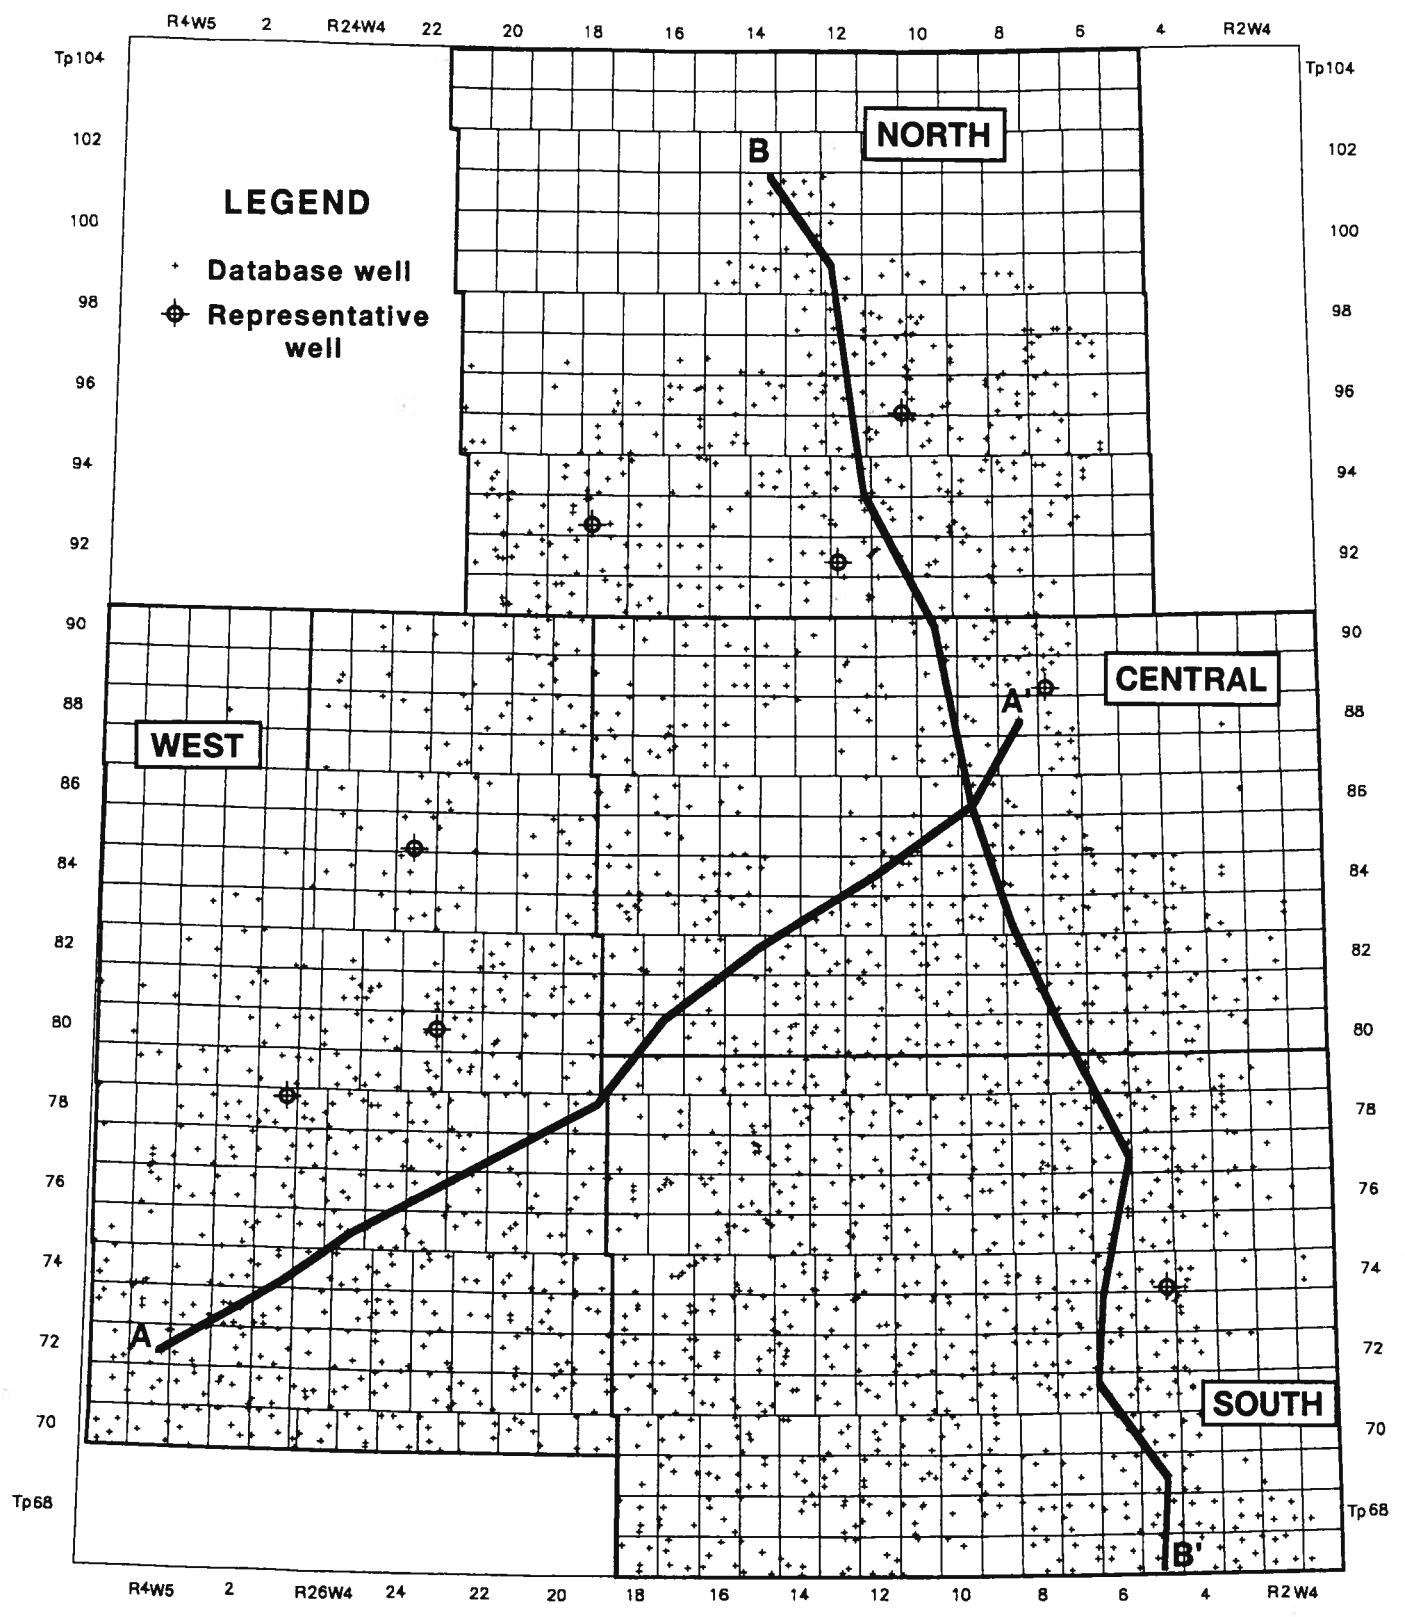 R4W5 2 R24W4 22 20 18 16 14 12 10 8 6 4 R2W4
Tp104 Tp104
102 102
NORTH
B
LEGEND
100 100
Database well
98 98
Representative
well
96 96
94 94
92 92
90 90
CENTRAL
A'
88 88
WEST
86 86
84 84
82 82
80 80
78 78
76 76
74 74
A
72 72
SOUTH
70 70
Tp68 Tp68
B'
R4W5 2 R26W4 24 22 20 18 16 14 12 10 8 6 4 R2W4